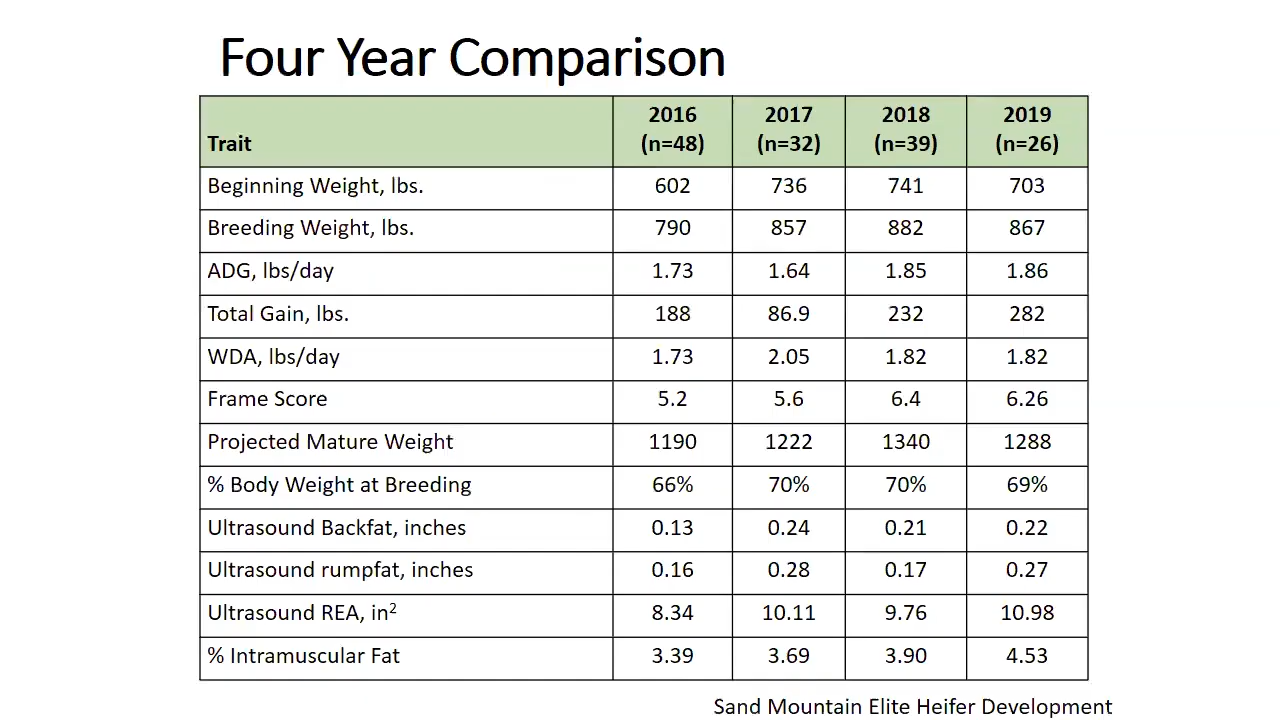 Four Year Comparison
Trait 2016 (n=48) 2017 (n=32) 2018 (n=39) 2019 (n=26)
Beginning Weight, lbs. 602 736 741 703
Breeding Weight, lbs. 790 857 882 867
ADG, lbs/day 1.73 1.64 1.85 1.86
Total Gain, lbs. 188 86.9 232 282
WDA, lbs/day 1.73 2.05 1.82 1.82
Frame Score 5.2 5.6 6.4 6.26
Projected Mature Weight 1190 1222 1340 1288
% Body Weight at Breeding 66% 70% 70% 69%
Ultrasound Backfat, inches 0.13 0.24 0.21 0.22
Ultrasound rumpfat, inches 0.16 0.28 0.17 0.27
Ultrasound REA, in² 8.34 10.11 9.76 10.98
% Intramuscular Fat 3.39 3.69 3.90 4.53
Sand Mountain Elite Heifer Development